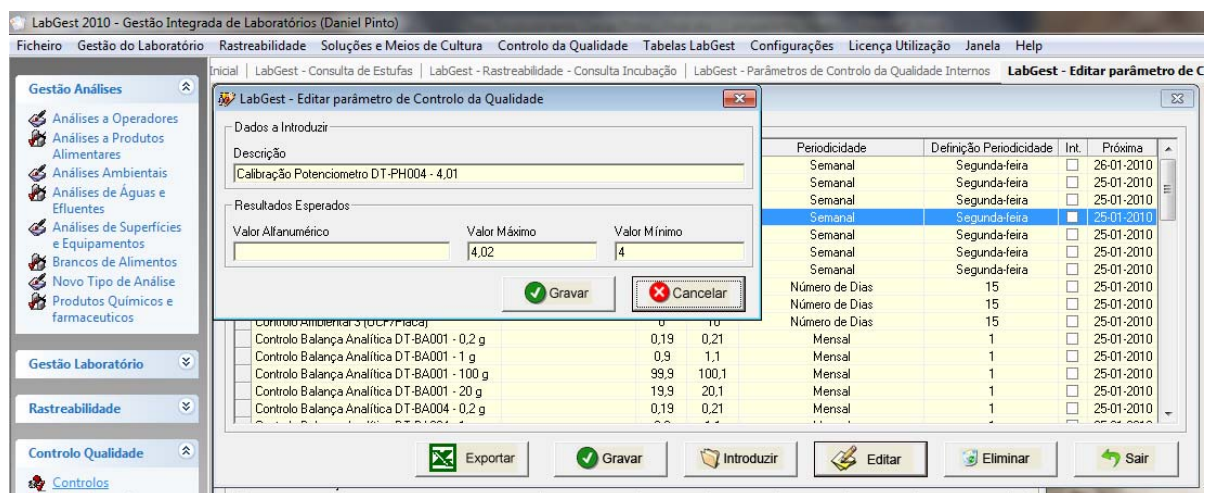 LabGest 2010 - Gestão Integrada de Laboratórios (Daniel Pinto)
Ficheiro Gestão do Laboratório Rastreabilidade Soluções e Meios de Cultura Controlo da Qualidade Tabelas LabGest Configurações Licença Utilização Janela Help
Inicial LabGest - Consulta de Estufas LabGest - Rastreabilidade - Consulta Incubação LabGest - Parâmetros de Controlo da Qualidade Internos LabGest - Editar parâmetro de C
Gestão Análises
Análises a Operadores
Análises a Produtos
Alimentares
Análises Ambientais
Análises de Águas e
Efluentes
Análises de Superfícies
e Equipamentos
Brancos de Alimentos
Novo Tipo de Análise
Produtos Químicos e
farmaceuticos
Gestão Laboratório
Rastreabilidade
Controlo Qualidade
Controlos
LabGest - Editar parâmetro de Controlo da Qualidade
Dados a Introduzir
Descrição
Calibração Potenciometro DT-PH004 - 4,01
Resultados Esperados
Valor Alfanumérico Valor Máximo Valor Mínimo
4,02 4
Gravar Cancelar
Periodicidade Definição Periodicidade Int. Próxima
Semanal Segunda-feira 26-01-2010
Semanal Segunda-feira 25-01-2010
Semanal Segunda-feira 25-01-2010
Semanal Segunda-feira 25-01-2010
Semanal Segunda-feira 25-01-2010
Semanal Segunda-feira 25-01-2010
Semanal Segunda-feira 25-01-2010
Número de Dias 15 25-01-2010
Número de Dias 15 25-01-2010
Controlo Ambiental 3 (UCF/Placa) 0 10 Número de Dias 15 25-01-2010
Controlo Balança Analítica DT-BA001 - 0,2 g 0,19 0,21 Mensal 1 25-01-2010
Controlo Balança Analítica DT-BA001 - 1 g 0,9 1,1 Mensal 1 25-01-2010
Controlo Balança Analítica DT-BA001 - 100 g 99,9 100,1 Mensal 1 25-01-2010
Controlo Balança Analítica DT-BA001 - 20 g 19,9 20,1 Mensal 1 25-01-2010
Controlo Balança Analítica DT-BA004 - 0,2 g 0,19 0,21 Mensal 1 25-01-2010
Exportar Gravar Introduzir Editar Eliminar Sair